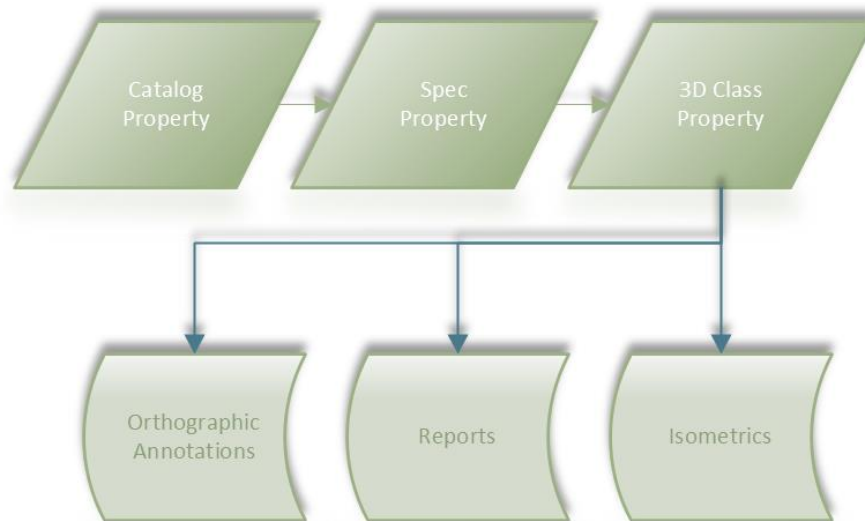 Catalog
Property
Spec
Property
3D Class
Property
Orthographic
Annotations
Reports
Isometrics